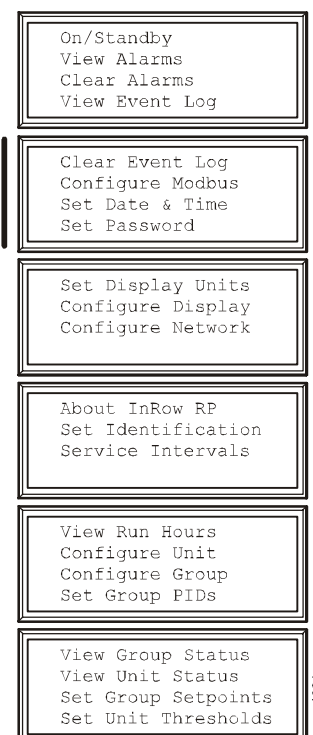 On/Standby
View Alarms
Clear Alarms
View Event Log
Clear Event Log
Configure Modbus
Set Date & Time
Set Password
Set Display Units
Configure Display
Configure Network
About InRow RP
Set Identification
Service Intervals
View Run Hours
Configure Unit
Configure Group
Set Group PIDs
View Group Status
View Unit Status
Set Group Setpoints
Set Unit Thresholds